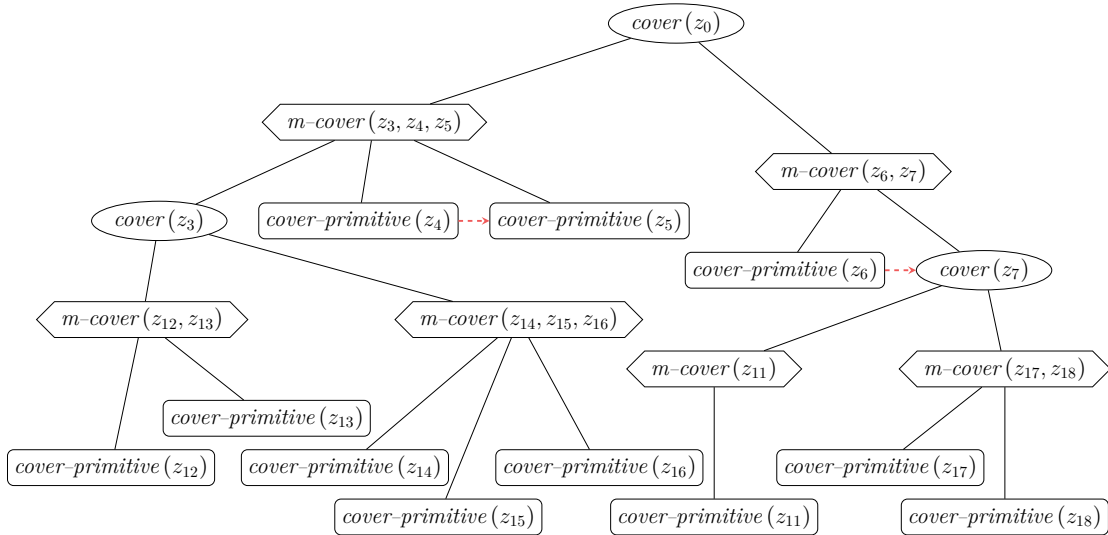 cover(z₀)
m–cover(z₃, z₄, z₅)
m–cover(z₆, z₇)
cover(z₃)
cover–primitive(z₄)
cover–primitive(z₅)
cover–primitive(z₆)
cover(z₇)
m–cover(z₁₂, z₁₃)
m–cover(z₁₄, z₁₅, z₁₆)
m–cover(z₁₁)
m–cover(z₁₇, z₁₈)
cover–primitive(z₁₃)
cover–primitive(z₁₂)
cover–primitive(z₁₄)
cover–primitive(z₁₆)
cover–primitive(z₁₇)
cover–primitive(z₁₅)
cover–primitive(z₁₁)
cover–primitive(z₁₈)